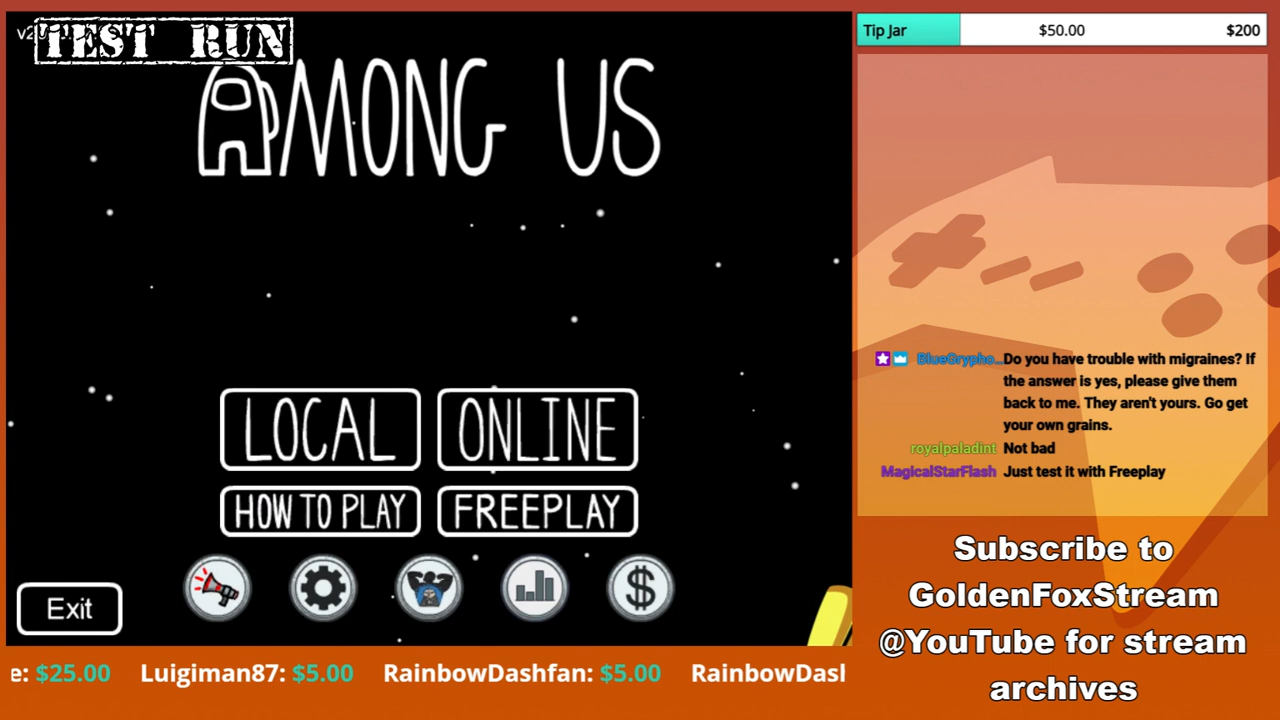 TEST RUN
AMONG US
LOCAL
ONLINE
HOW TO PLAY
FREEPLAY
Exit
e: $25.00 Luigiman87: $5.00 RainbowDashfan: $5.00 RainbowDash
Tip Jar $50.00 $200
BlueGrypho... Do you have trouble with migraines? If
the answer is yes, please give them
back to me. They aren't yours. Go get
your own grains.
royalpaladint Not bad
MagicalStarFlash Just test it with Freeplay
Subscribe to
GoldenFoxStream
@YouTube for stream
archives